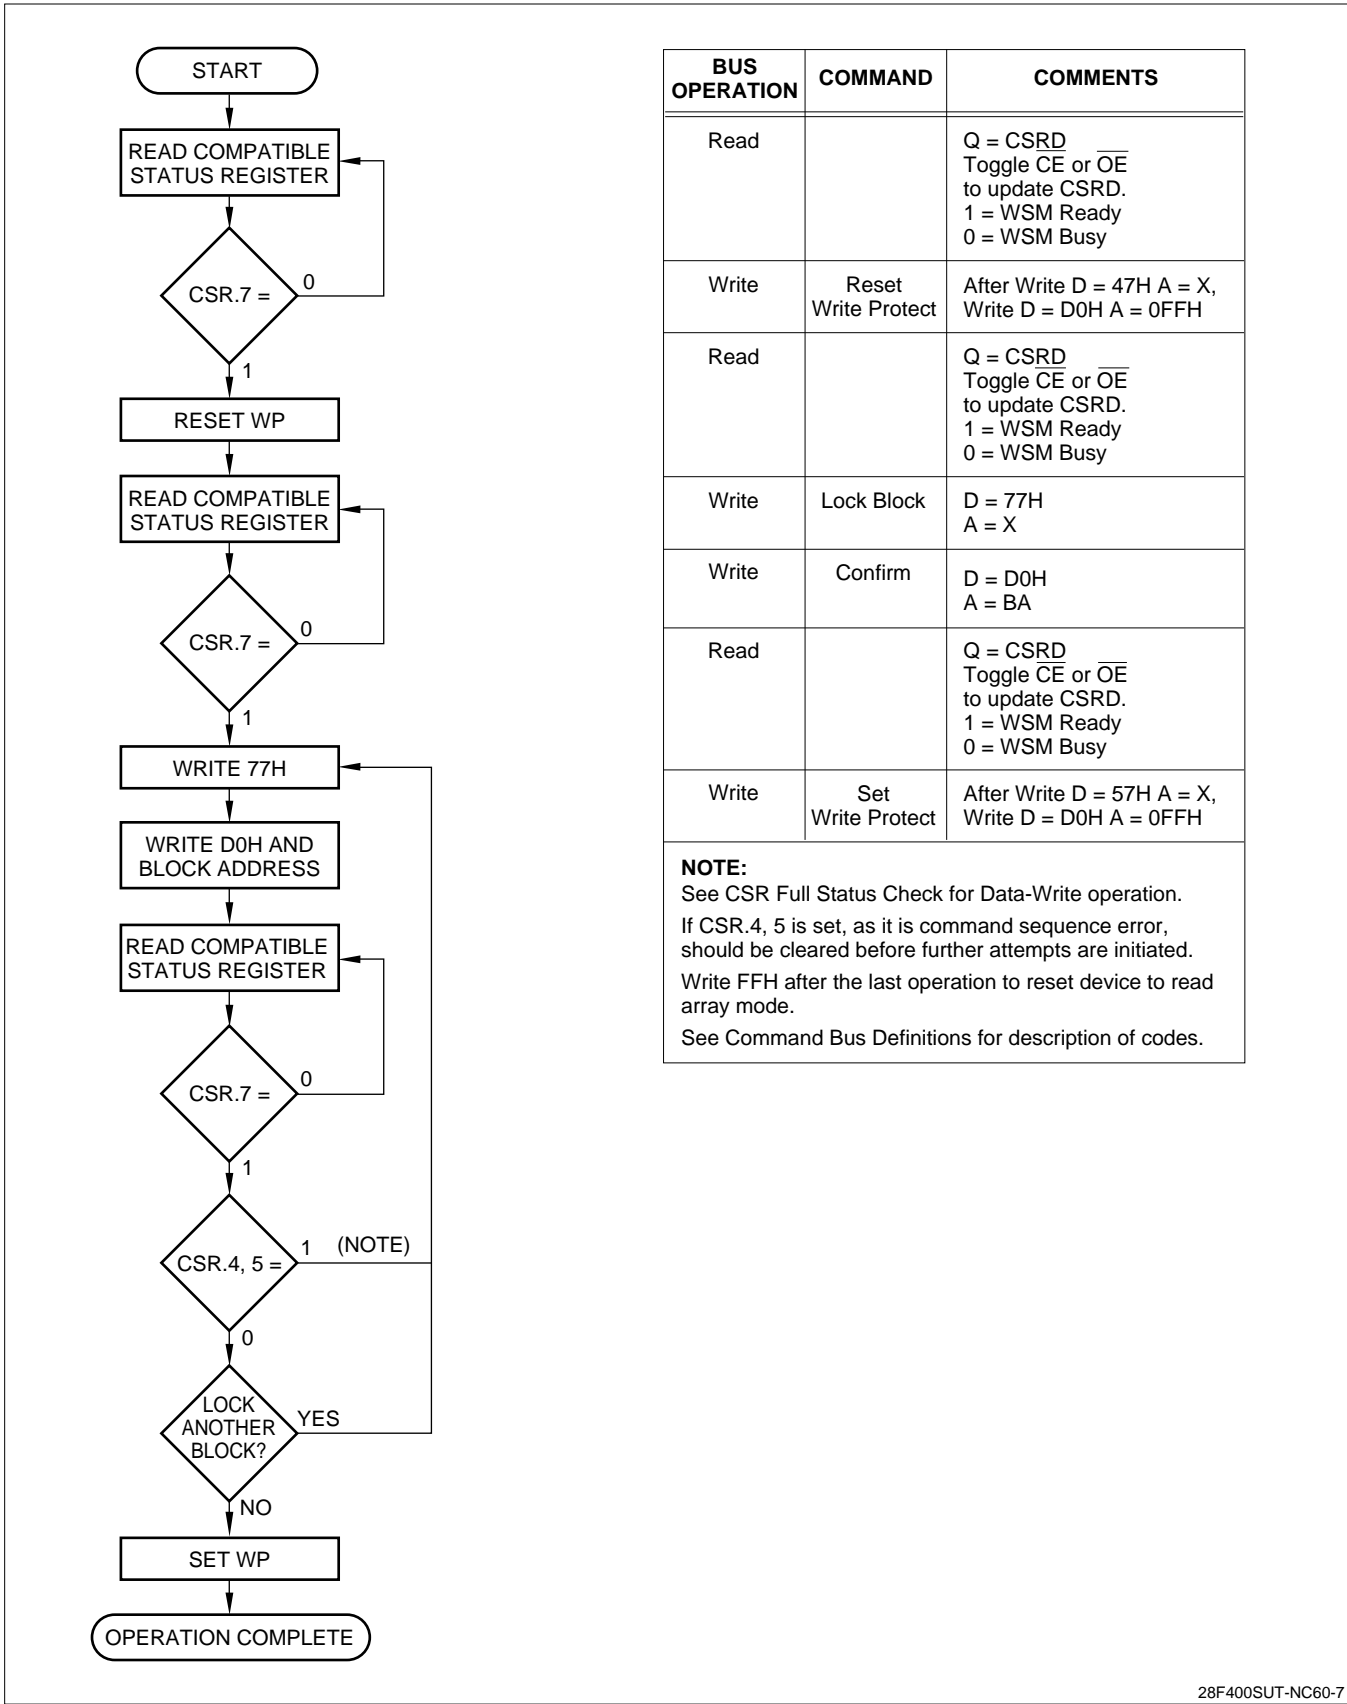 START
READ COMPATIBLE
STATUS REGISTER
CSR.7 =
0
1
RESET WP
READ COMPATIBLE
STATUS REGISTER
CSR.7 =
0
1
WRITE 77H
WRITE D0H AND
BLOCK ADDRESS
READ COMPATIBLE
STATUS REGISTER
CSR.7 =
0
1
CSR.4, 5 =
1 (NOTE)
0
LOCK
ANOTHER
BLOCK?
YES
NO
SET WP
OPERATION COMPLETE
BUS
OPERATION
COMMAND
COMMENTS
Read
Q = CSRD
Toggle C̅E̅ or O̅E̅
to update CSRD.
1 = WSM Ready
0 = WSM Busy
Write
Reset
Write Protect
After Write D = 47H A = X,
Write D = D0H A = 0FFH
Read
Q = CSRD
Toggle C̅E̅ or O̅E̅
to update CSRD.
1 = WSM Ready
0 = WSM Busy
Write
Lock Block
D = 77H
A = X
Write
Confirm
D = D0H
A = BA
Read
Q = CSRD
Toggle C̅E̅ or O̅E̅
to update CSRD.
1 = WSM Ready
0 = WSM Busy
Write
Set
Write Protect
After Write D = 57H A = X,
Write D = D0H A = 0FFH
NOTE:
See CSR Full Status Check for Data-Write operation.
If CSR.4, 5 is set, as it is command sequence error,
should be cleared before further attempts are initiated.
Write FFH after the last operation to reset device to read
array mode.
See Command Bus Definitions for description of codes.
28F400SUT-NC60-7